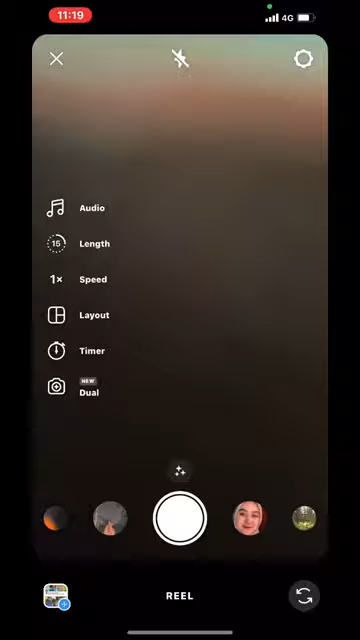 11:19
4G
Audio
15
Length
1×
Speed
Layout
Timer
NEW
Dual
REEL